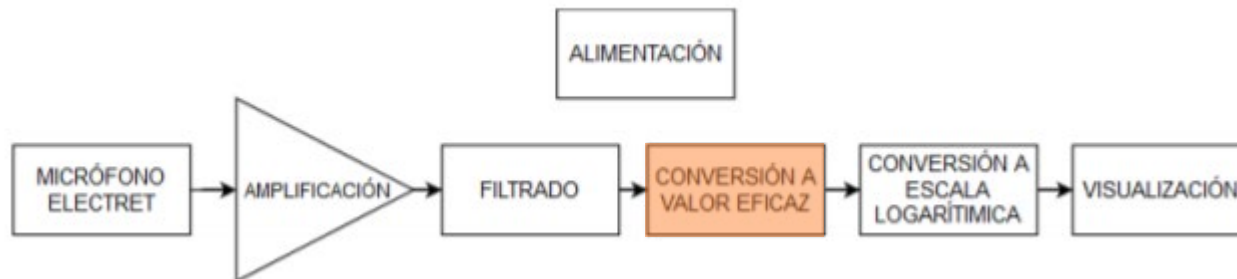 ALIMENTACIÓN
MICRÓFONO
ELECTRET
AMPLIFICACIÓN
FILTRADO
CONVERSIÓN A
VALOR EFICAZ
CONVERSIÓN A
ESCALA
LOGARÍTIMICA
VISUALIZACIÓN